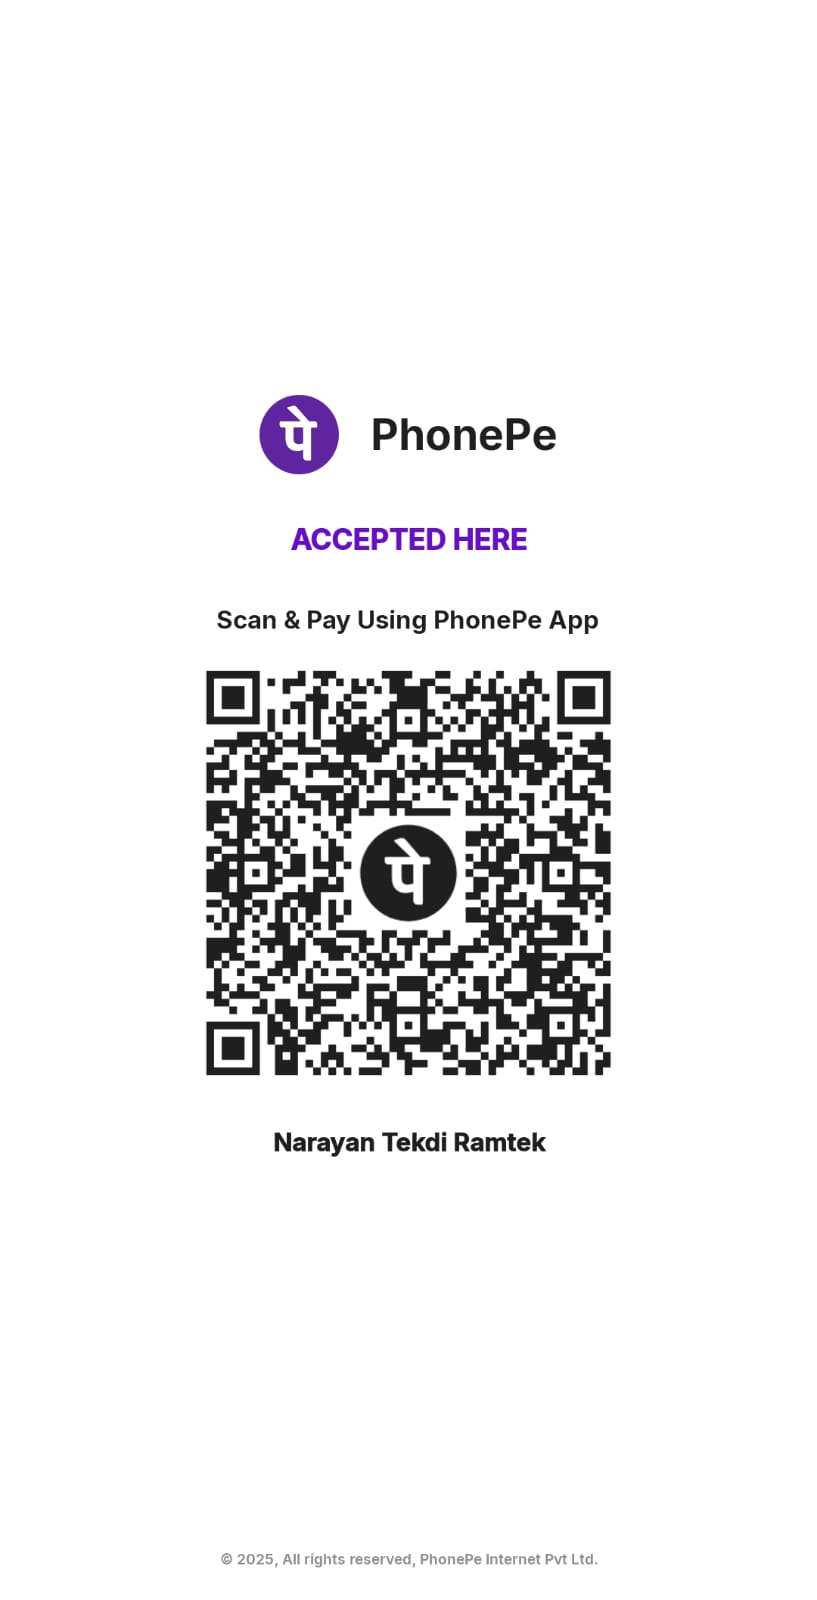 पे PhonePe
ACCEPTED HERE
Scan & Pay Using PhonePe App
पे
Narayan Tekdi Ramtek
© 2025, All rights reserved, PhonePe Internet Pvt Ltd.